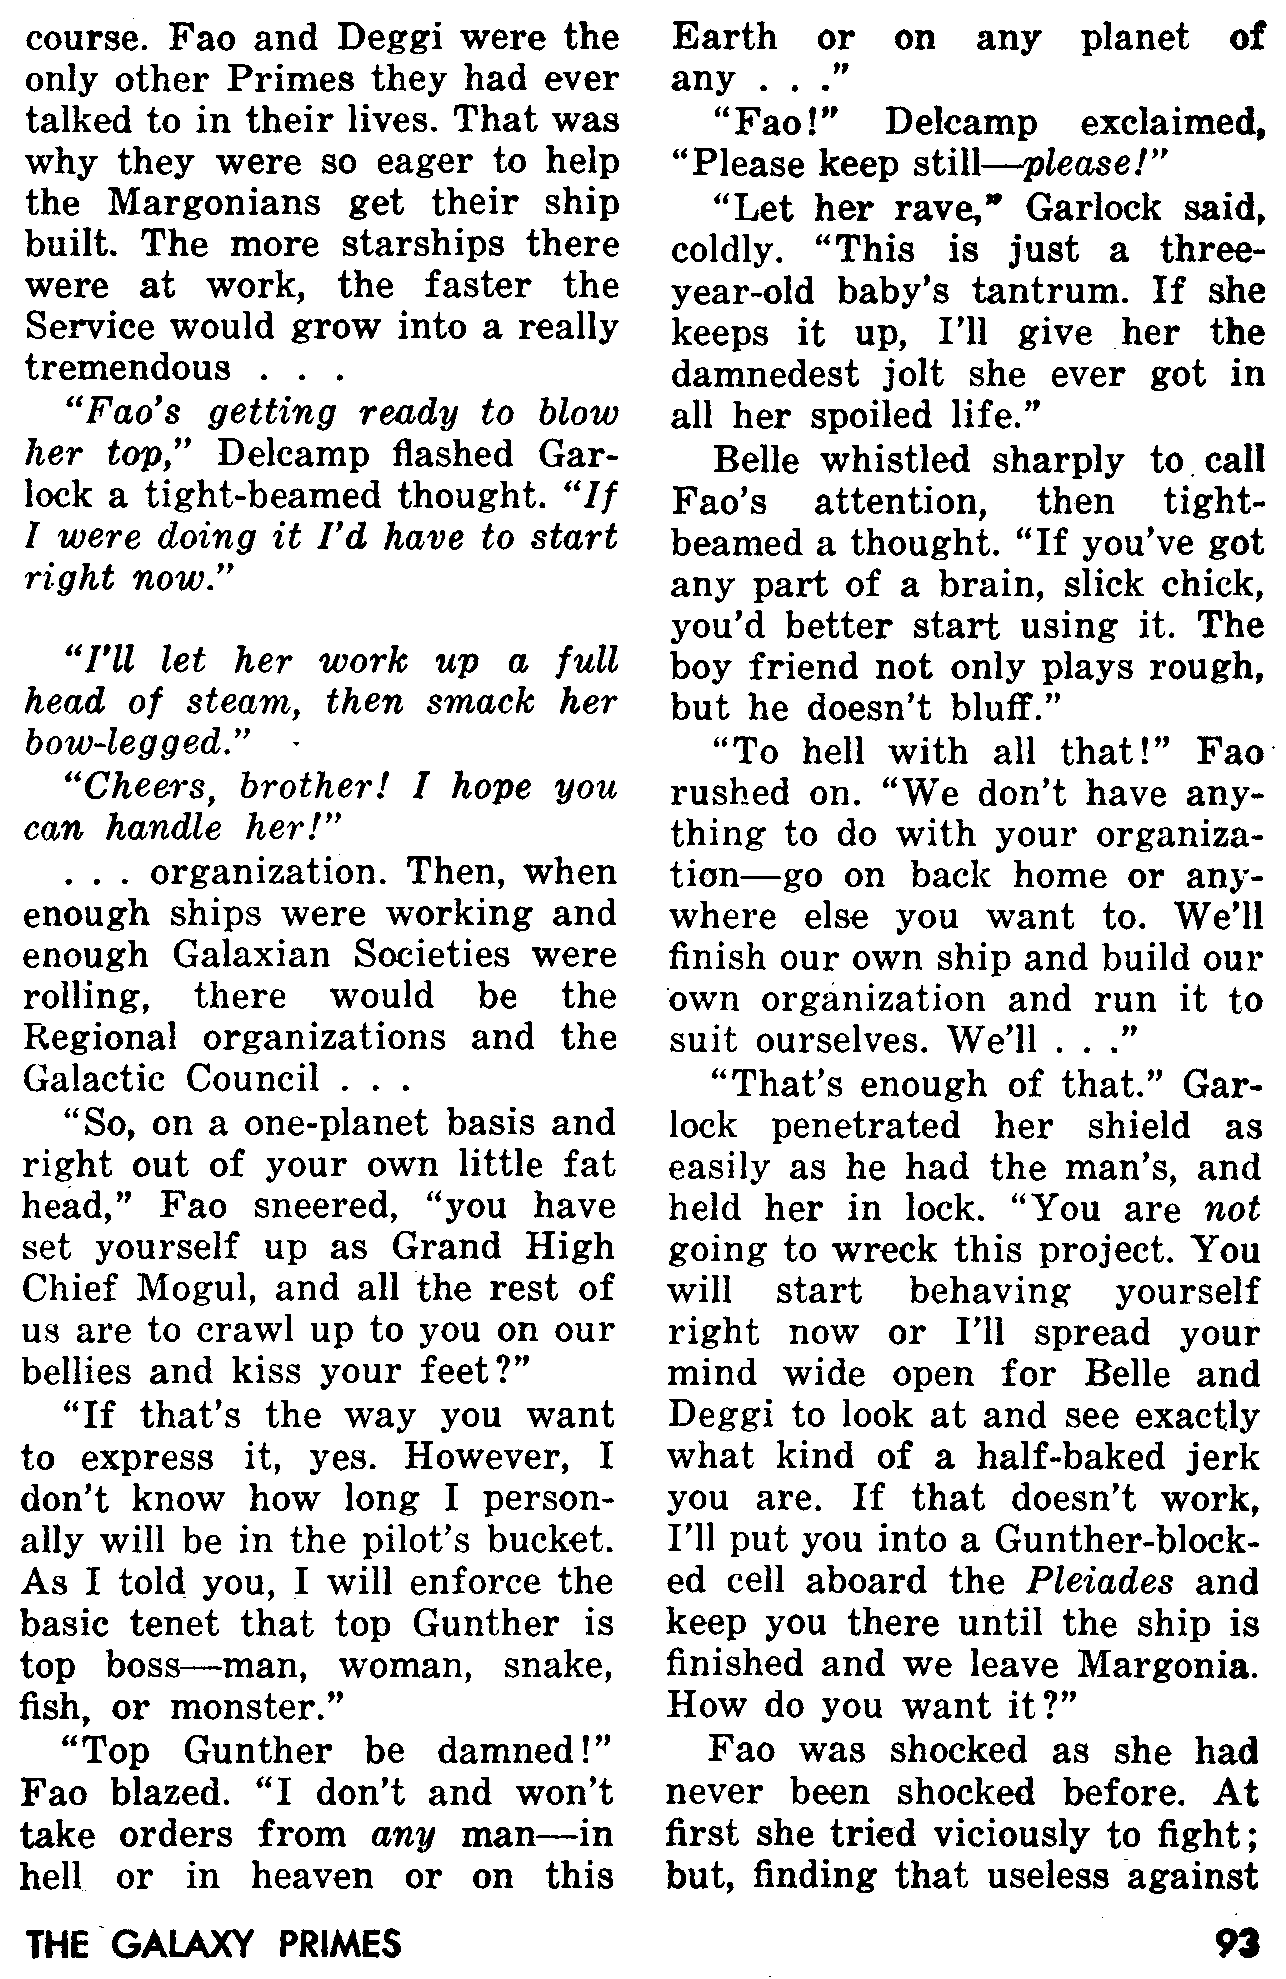 course. Fao and Deggi were the
only other Primes they had ever
talked to in their lives. That was
why they were so eager to help
the Margonians get their ship
built. The more starships there
were at work, the faster the
Service would grow into a really
tremendous . . .
“Fao’s getting ready to blow
her top,” Delcamp flashed Gar-
lock a tight-beamed thought. “If
I were doing it I’d have to start
right now.”
“I’ll let her work up a full
head of steam, then smack her
bow-legged.”
“Cheers, brother! I hope you
can handle her!”
. . . organization. Then, when
enough ships were working and
enough Galaxian Societies were
rolling, there would be the
Regional organizations and the
Galactic Council . . .
“So, on a one-planet basis and
right out of your own little fat
head,” Fao sneered, “you have
set yourself up as Grand High
Chief Mogul, and all the rest of
us are to crawl up to you on our
bellies and kiss your feet?”
“If that’s the way you want
to express it, yes. However, I
don’t know how long I person-
ally will be in the pilot’s bucket.
As I told you, I will enforce the
basic tenet that top Gunther is
top boss—man, woman, snake,
fish, or monster.”
“Top Gunther be damned!”
Fao blazed. “I don’t and won’t
take orders from any man—in
hell or in heaven or on this
Earth or on any planet of
any . . .”
“Fao!” Delcamp exclaimed,
“Please keep still—please!”
“Let her rave,” Garlock said,
coldly. “This is just a three-
year-old baby’s tantrum. If she
keeps it up, I’ll give her the
damnedest jolt she ever got in
all her spoiled life.”
Belle whistled sharply to call
Fao’s attention, then tight-
beamed a thought. “If you’ve got
any part of a brain, slick chick,
you’d better start using it. The
boy friend not only plays rough,
but he doesn’t bluff.”
“To hell with all that!” Fao
rushed on. “We don’t have any-
thing to do with your organiza-
tion—go on back home or any-
where else you want to. We’ll
finish our own ship and build our
own organization and run it to
suit ourselves. We’ll . . .”
“That’s enough of that.” Gar-
lock penetrated her shield as
easily as he had the man’s, and
held her in lock. “You are not
going to wreck this project. You
will start behaving yourself
right now or I’ll spread your
mind wide open for Belle and
Deggi to look at and see exactly
what kind of a half-baked jerk
you are. If that doesn’t work,
I’ll put you into a Gunther-block-
ed cell aboard the Pleiades and
keep you there until the ship is
finished and we leave Margonia.
How do you want it?”
Fao was shocked as she had
never been shocked before. At
first she tried viciously to fight;
but, finding that useless against
THE GALAXY PRIMES
93